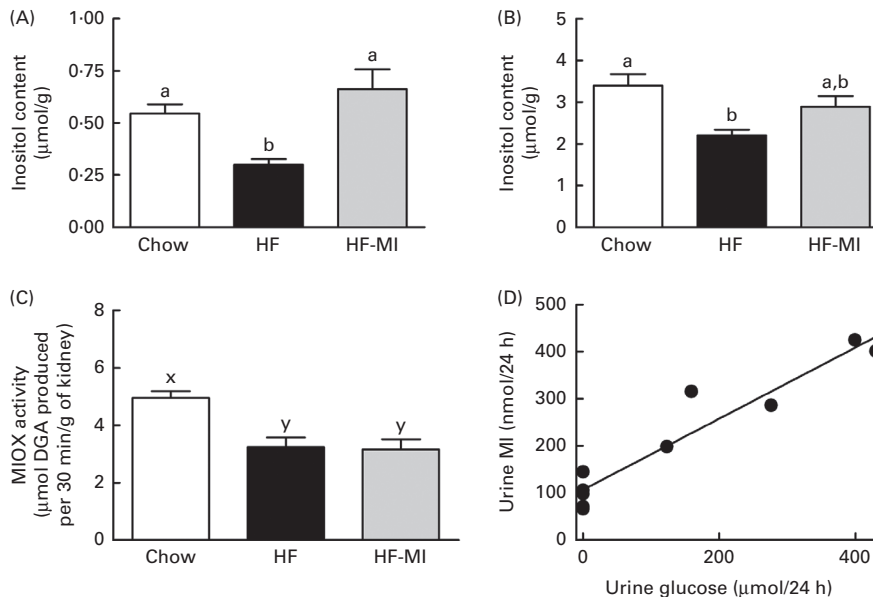 (A)
1·00
0·75
0·50
0·25
0·00
Inositol content
(μmol/g)
a
b
a
Chow HF HF-MI
(B)
5
4
3
2
1
0
Inositol content
(μmol/g)
a
b
a,b
Chow HF HF-MI
(C)
8
6
4
2
0
MIOX activity
(μmol DGA produced
per 30 min/g of kidney)
x
y
y
Chow HF HF-MI
(D)
500
400
300
200
100
0
Urine MI (nmol/24 h)
0 200 400
Urine glucose (μmol/24 h)